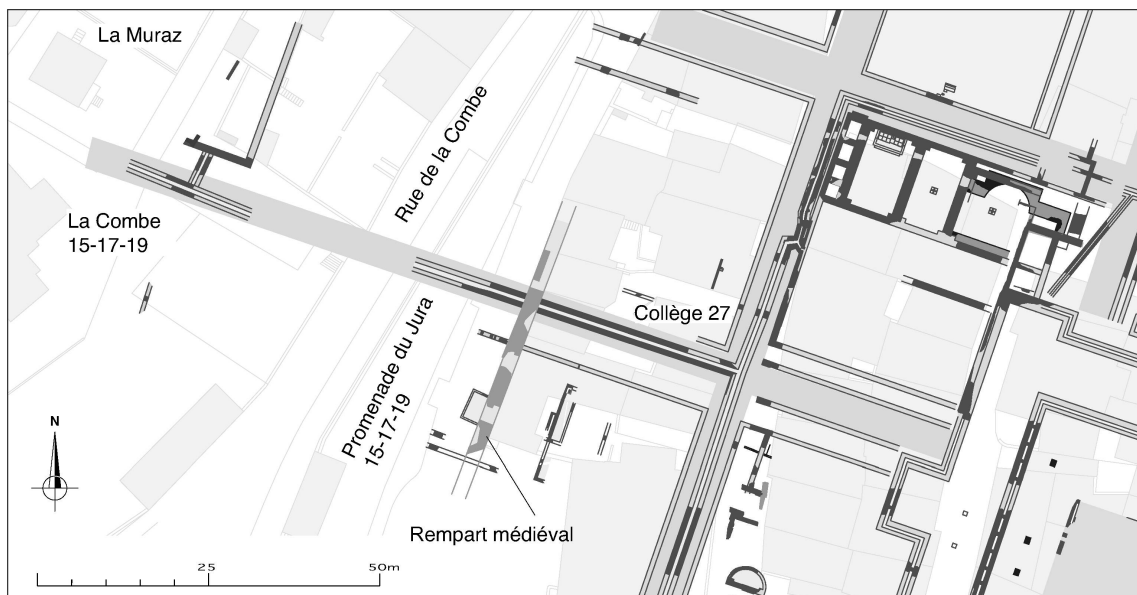 La Muraz
Rue de la Combe
La Combe
15-17-19
Collège 27
Promenade du Jura
15-17-19
N
Rempart médiéval
25
50m